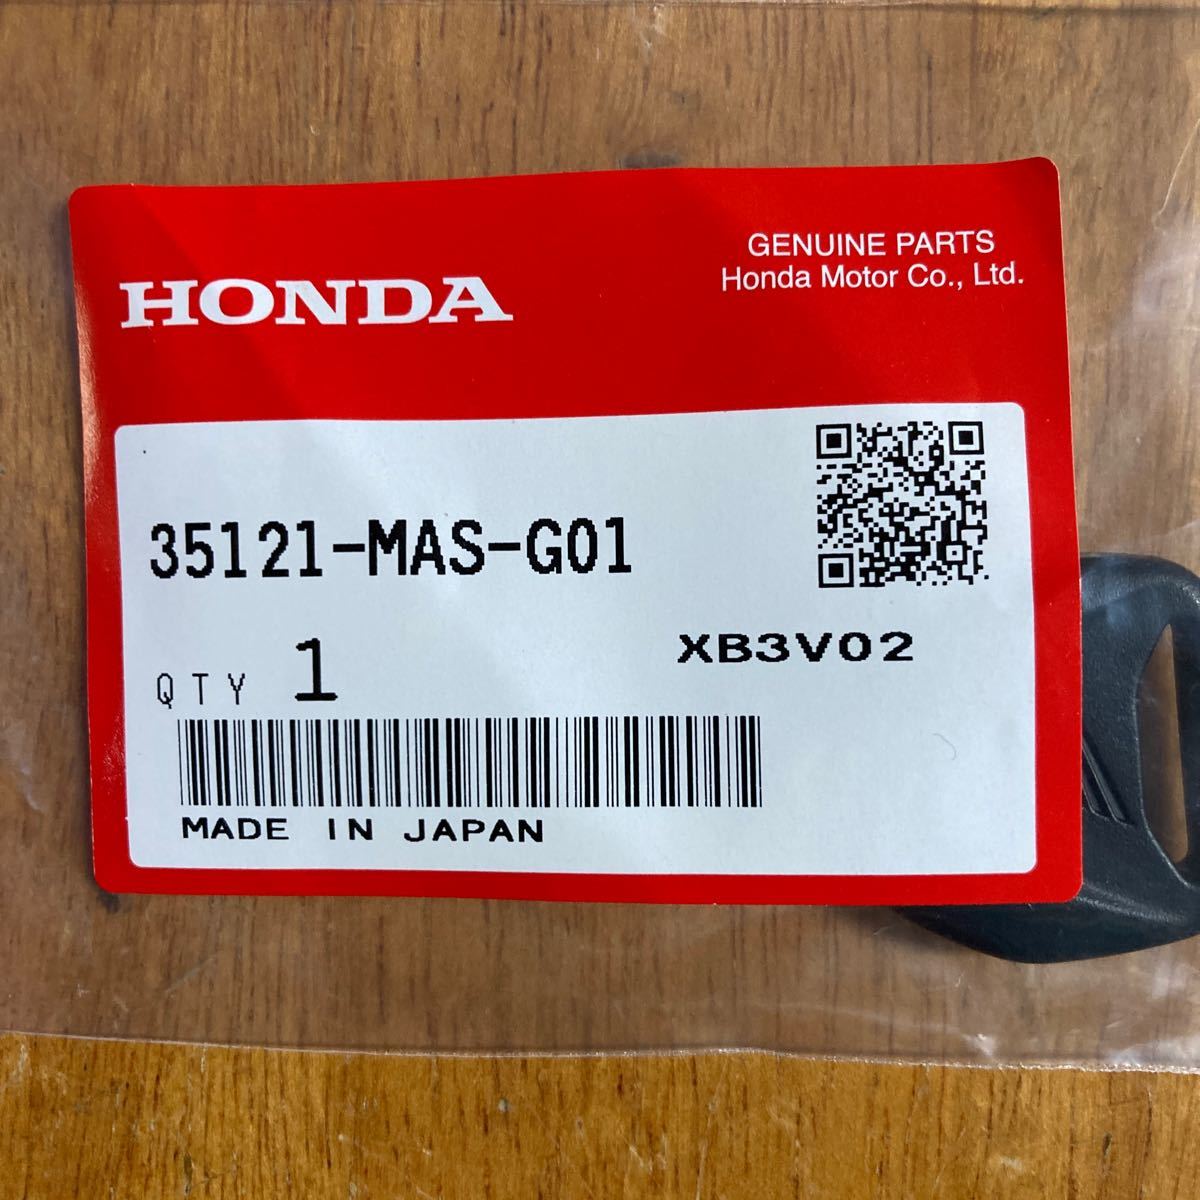 GENUINE PARTS
Honda Motor Co., Ltd.
HONDA
35121-MAS-G01
QTY 1
XB3V02
MADE IN JAPAN